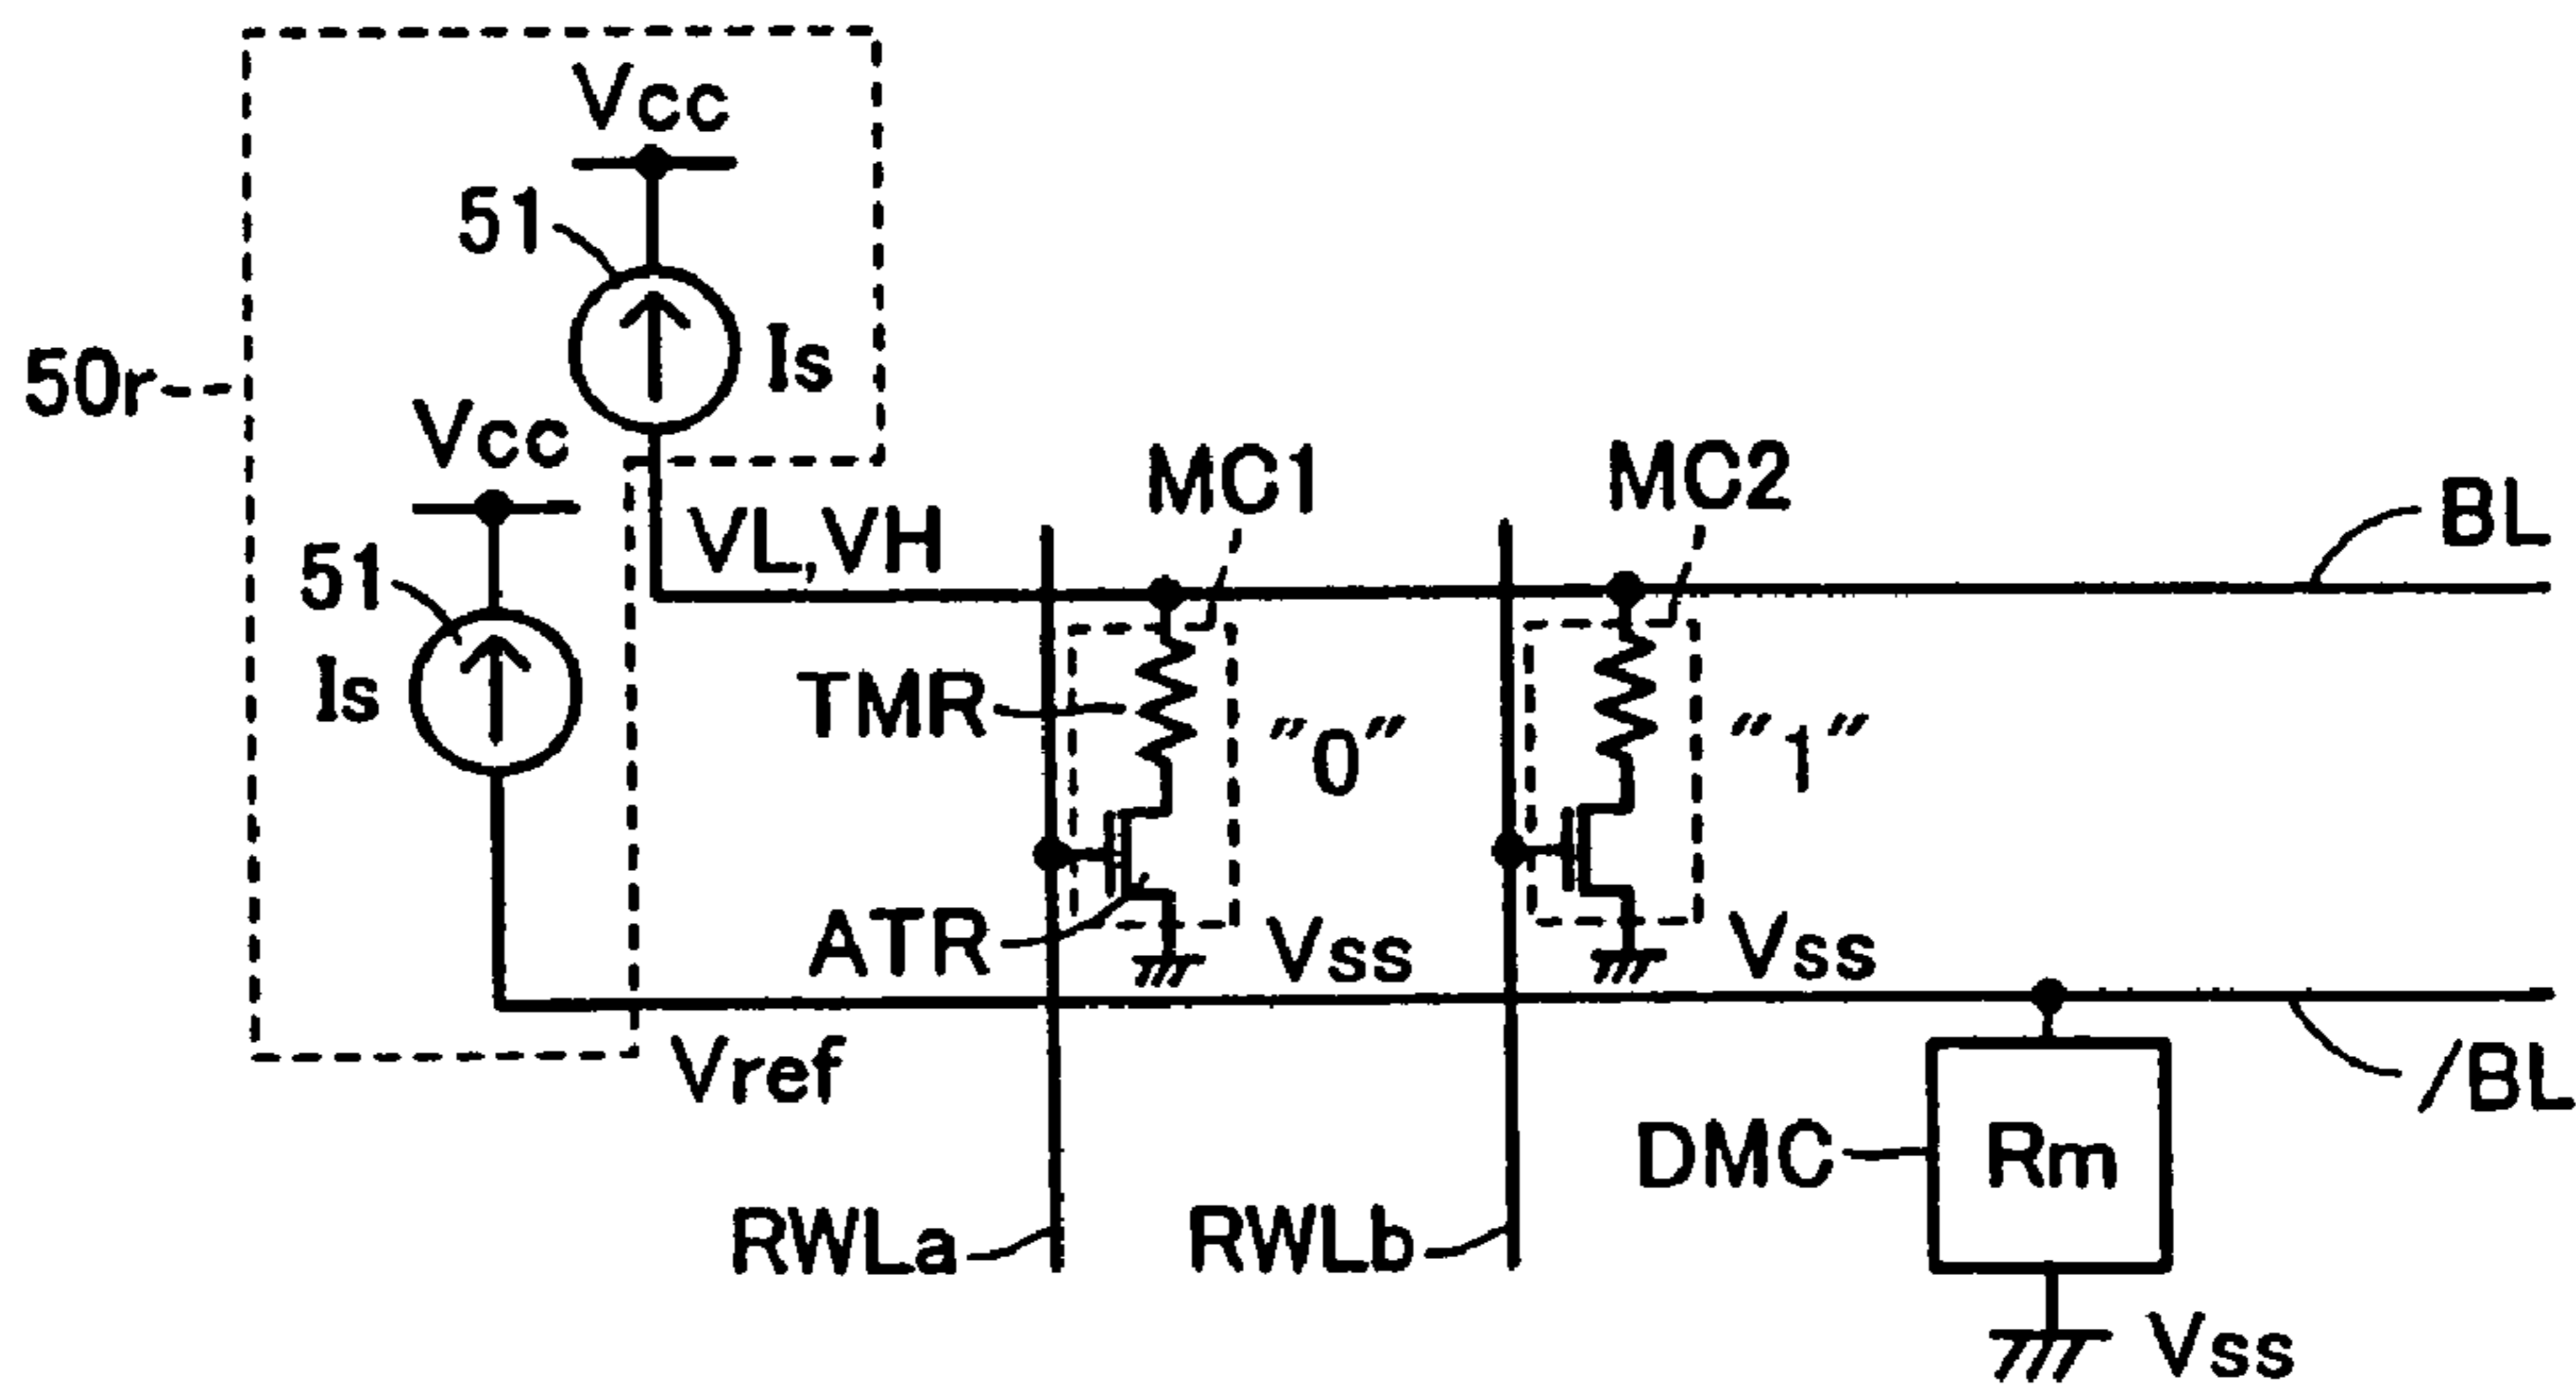 Vcc
51
Is
50r
Vcc
51
Is
VL,VH
MC1
MC2
BL
TMR
"0"
"1"
ATR
Vss
Vss
Vref
/BL
DMC
Rm
RWLa
RWLb
Vss